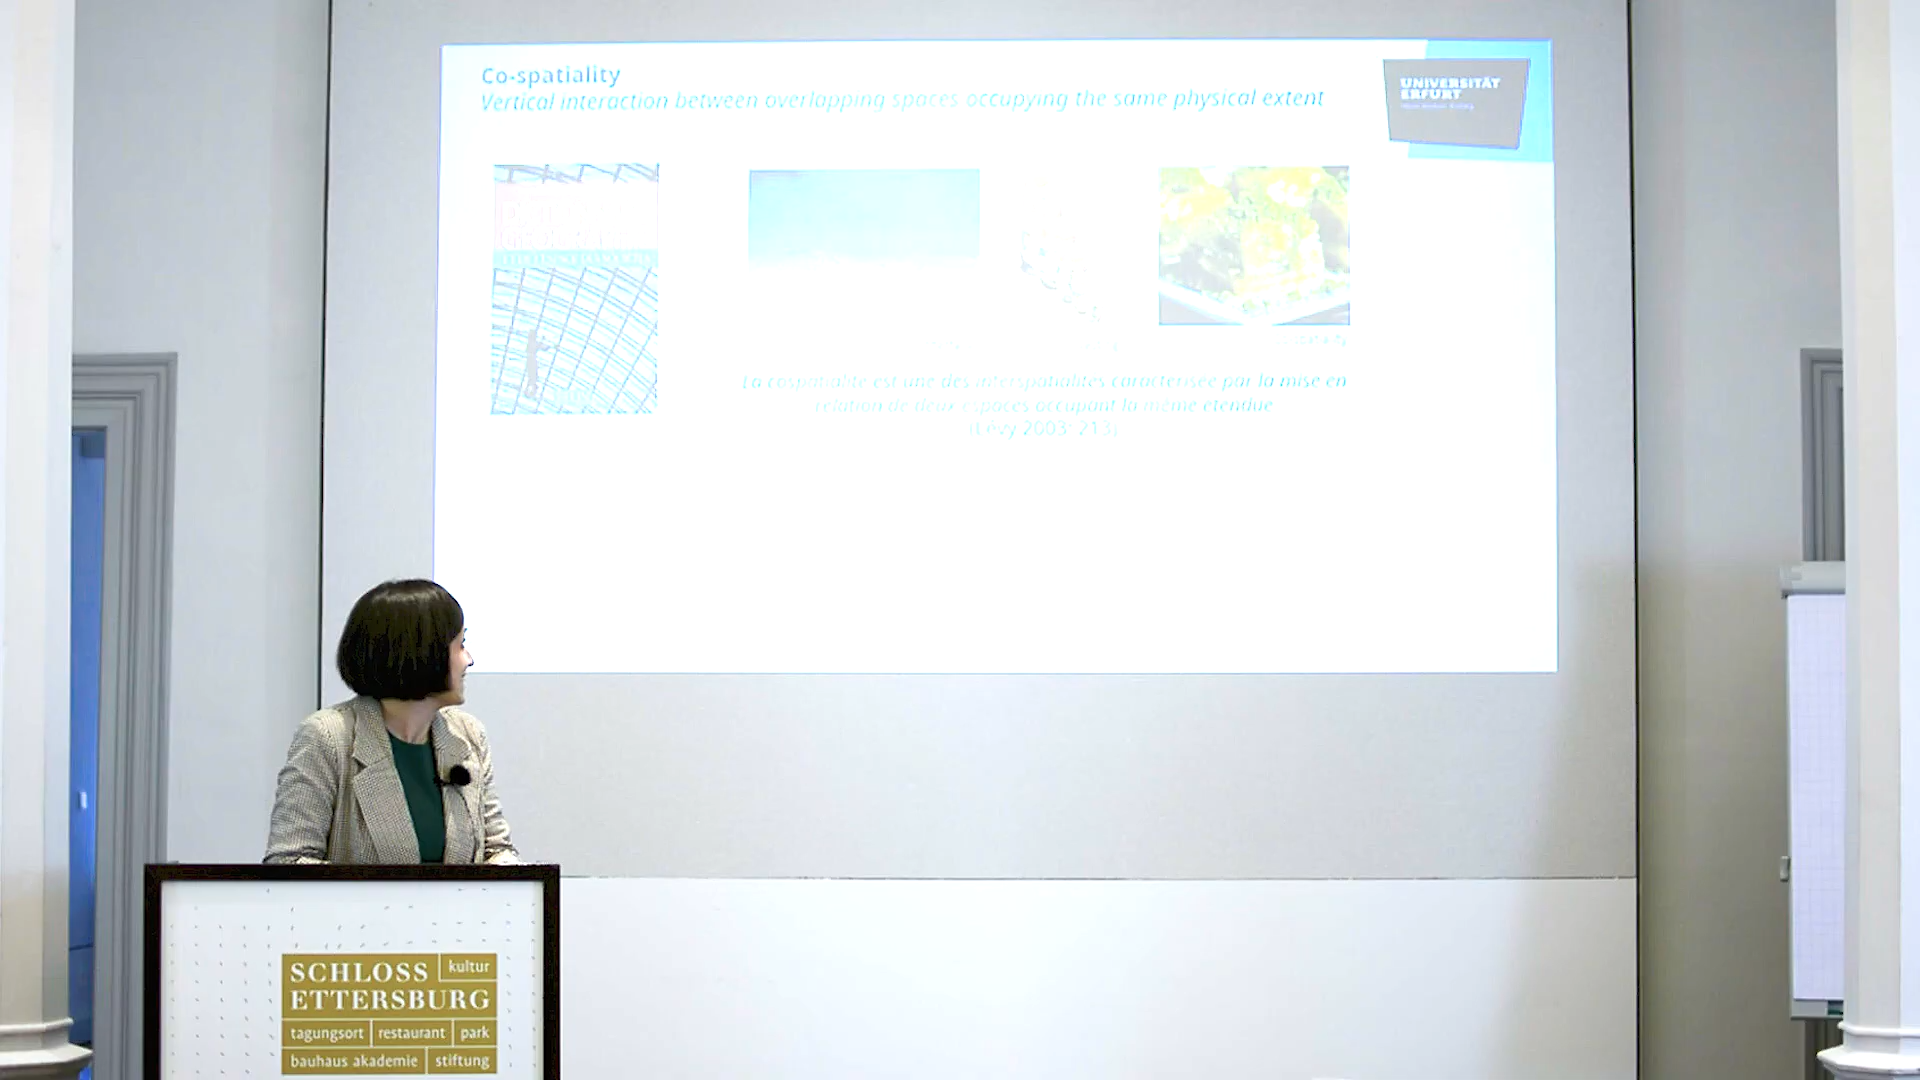 Co-spatiality
Vertical interaction between overlapping spaces occupying the same physical extent
UNIVERSITÄT
ERFURT
La cospatialité est une des interspatialités caractérisée par la mise en
relation de deux espaces occupant la même étendue
(Lévy 2003: 213)
SCHLOSS
kultur
ETTERSBURG
tagungsort restaurant park
bauhaus akademie stiftung